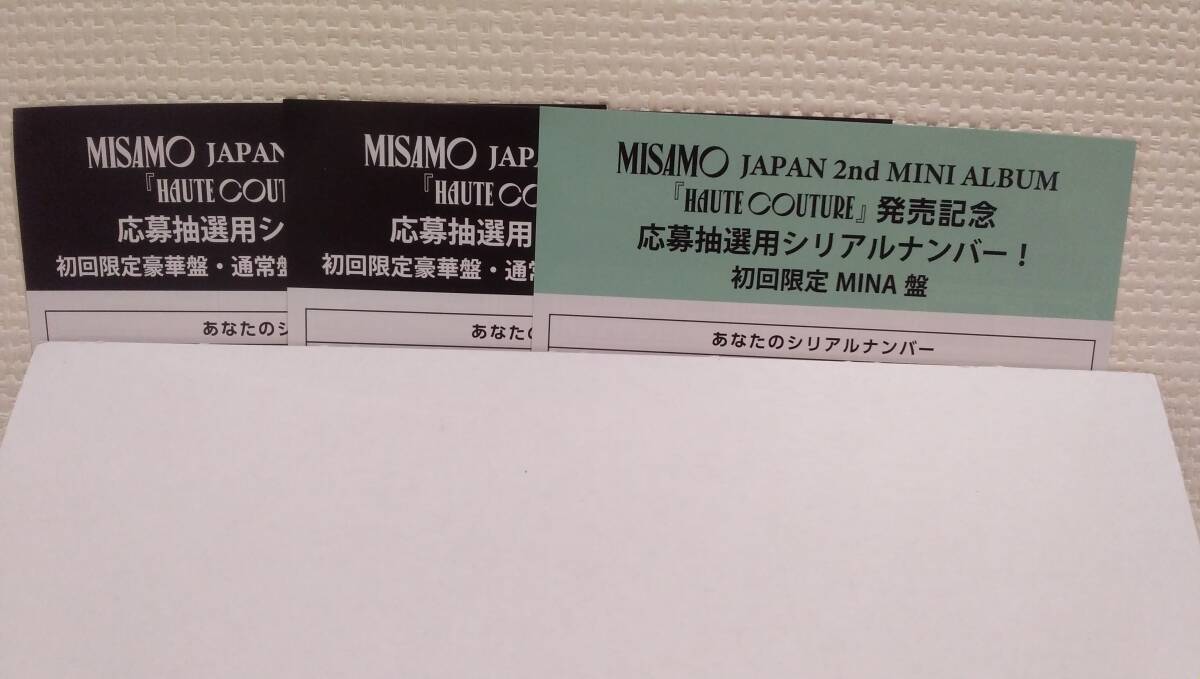 MISAMO JAPAN
『HAUTE COUT
応募抽選用シ
初回限定豪華盤・通常盤
あなたのシ
MISAMO JAP
『HAUTE CO
応募抽選用
初回限定豪華盤・通常
あなたの
MISAMO JAPAN 2nd MINI ALBUM
『HAUTE COUTURE』発売記念
応募抽選用シリアルナンバー！
初回限定 MINA 盤
あなたのシリアルナンバー